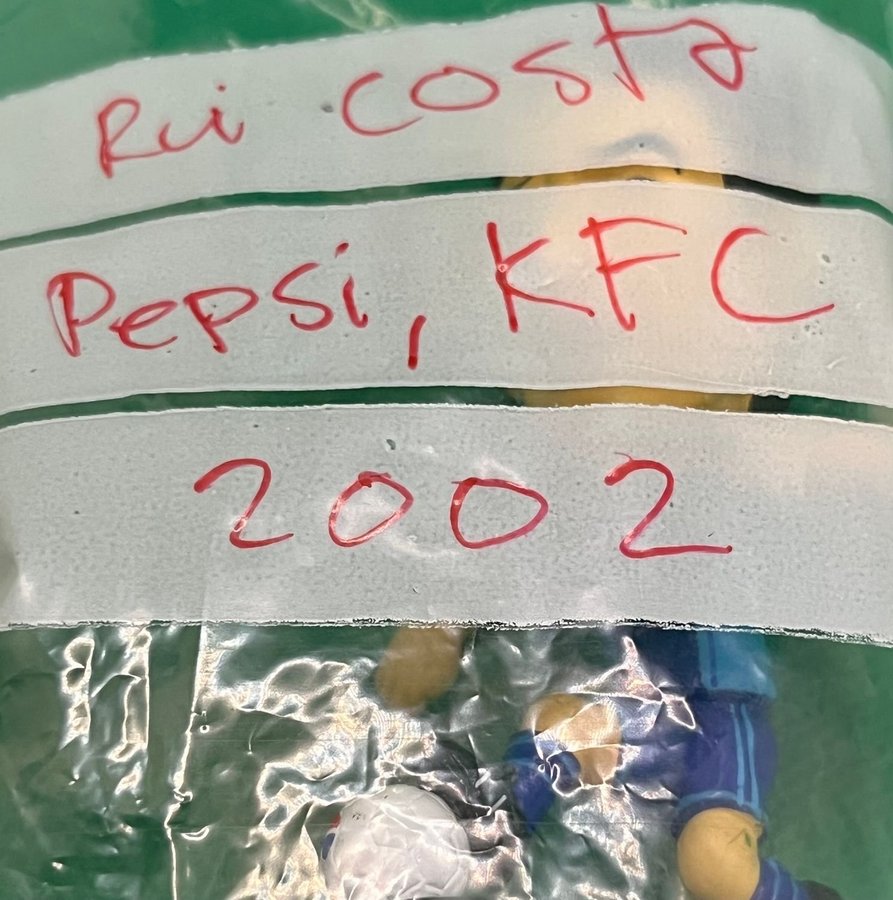 Rui costa
Pepsi, KFC
2002